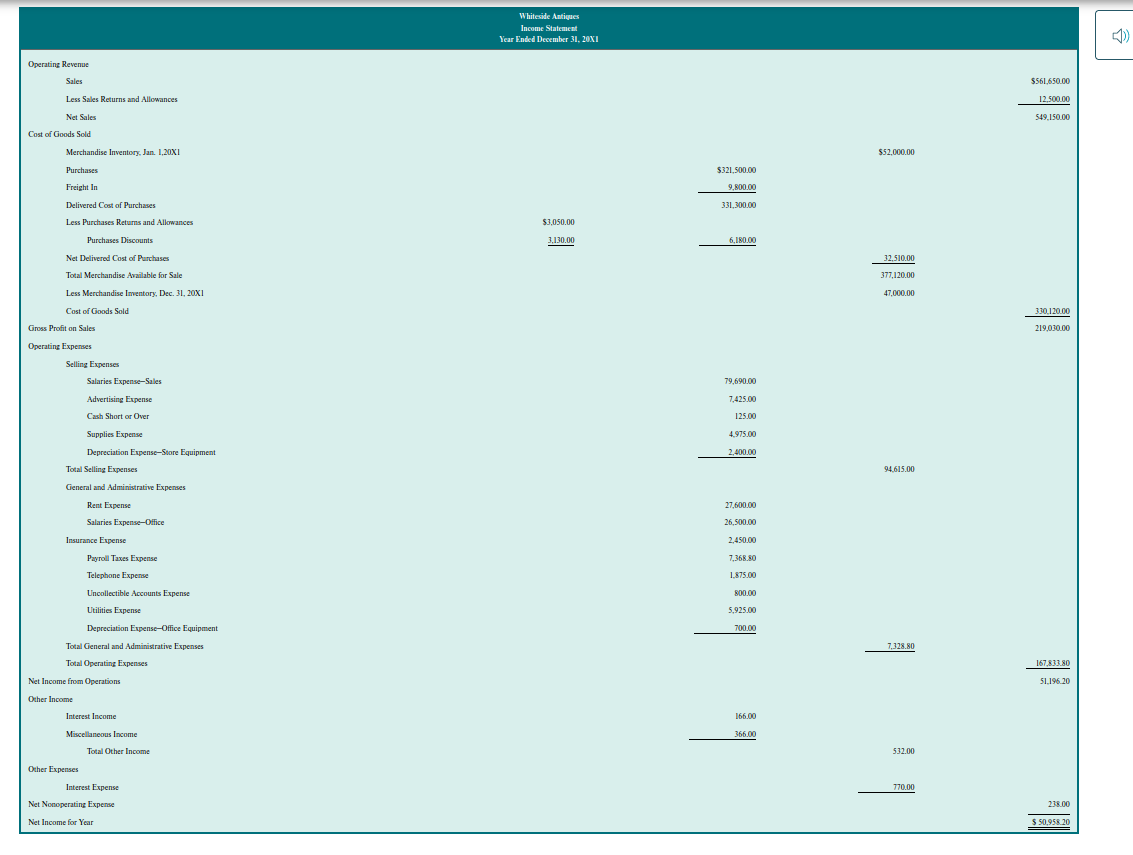 Whiteside Antiques
Income Statement
Year Ended December 31, 20X1
Operating Revenue
Sales $561,650.00
Less Sales Returns and Allowances 12,500.00
Net Sales 549,150.00
Cost of Goods Sold
Merchandise Inventory, Jan. 1,20X1 $52,000.00
Purchases $321,500.00
Freight In 9,800.00
Delivered Cost of Purchases 331,300.00
Less Purchases Returns and Allowances $3,050.00
Purchases Discounts 3,130.00 6,180.00
Net Delivered Cost of Purchases 32,510.00
Total Merchandise Available for Sale 377,120.00
Less Merchandise Inventory, Dec. 31, 20X1 47,000.00
Cost of Goods Sold 330,120.00
Gross Profit on Sales 219,030.00
Operating Expenses
Selling Expenses
Salaries Expense–Sales 79,690.00
Advertising Expense 7,425.00
Cash Short or Over 125.00
Supplies Expense 4,975.00
Depreciation Expense–Store Equipment 2,400.00
Total Selling Expenses 94,615.00
General and Administrative Expenses
Rent Expense 27,600.00
Salaries Expense–Office 26,500.00
Insurance Expense 2,450.00
Payroll Taxes Expense 7,368.80
Telephone Expense 1,875.00
Uncollectible Accounts Expense 800.00
Utilities Expense 5,925.00
Depreciation Expense–Office Equipment 700.00
Total General and Administrative Expenses 7,328.80
Total Operating Expenses 167,833.80
Net Income from Operations 51,196.20
Other Income
Interest Income 166.00
Miscellaneous Income 366.00
Total Other Income 532.00
Other Expenses
Interest Expense 770.00
Net Nonoperating Expense 238.00
Net Income for Year $ 50,958.20